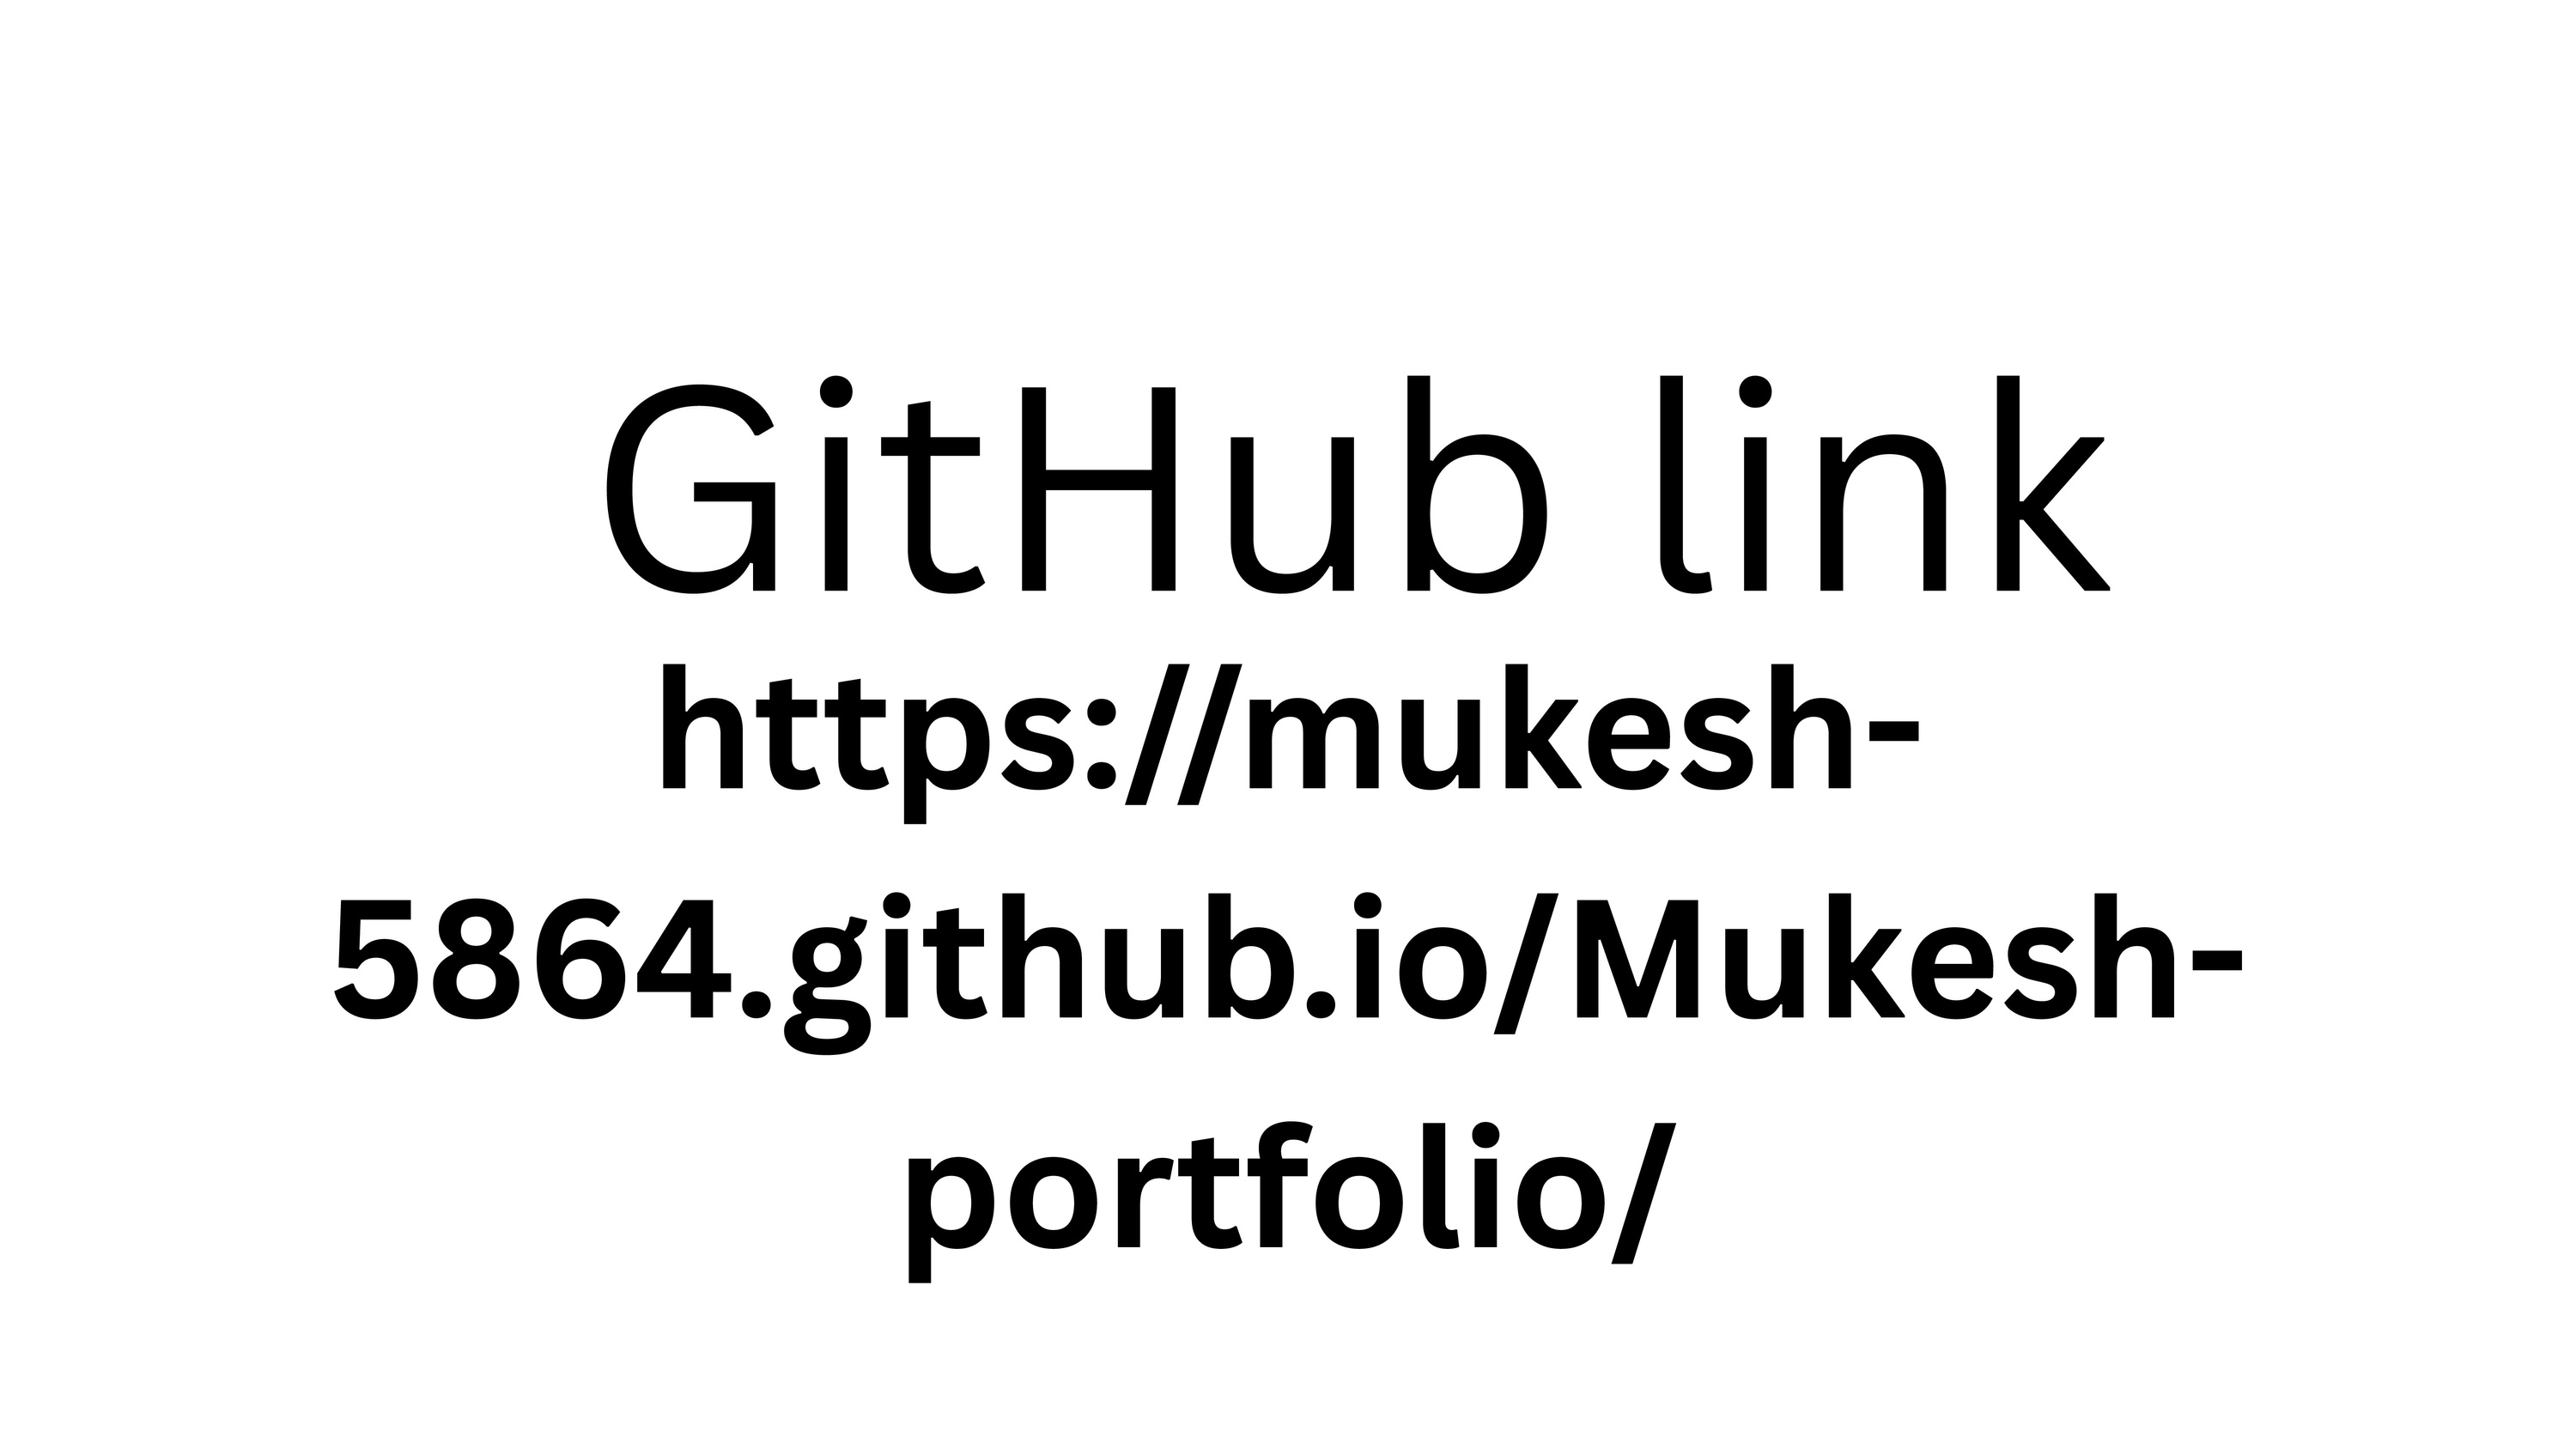 GitHub link
https://mukesh-
5864.github.io/Mukesh-
portfolio/